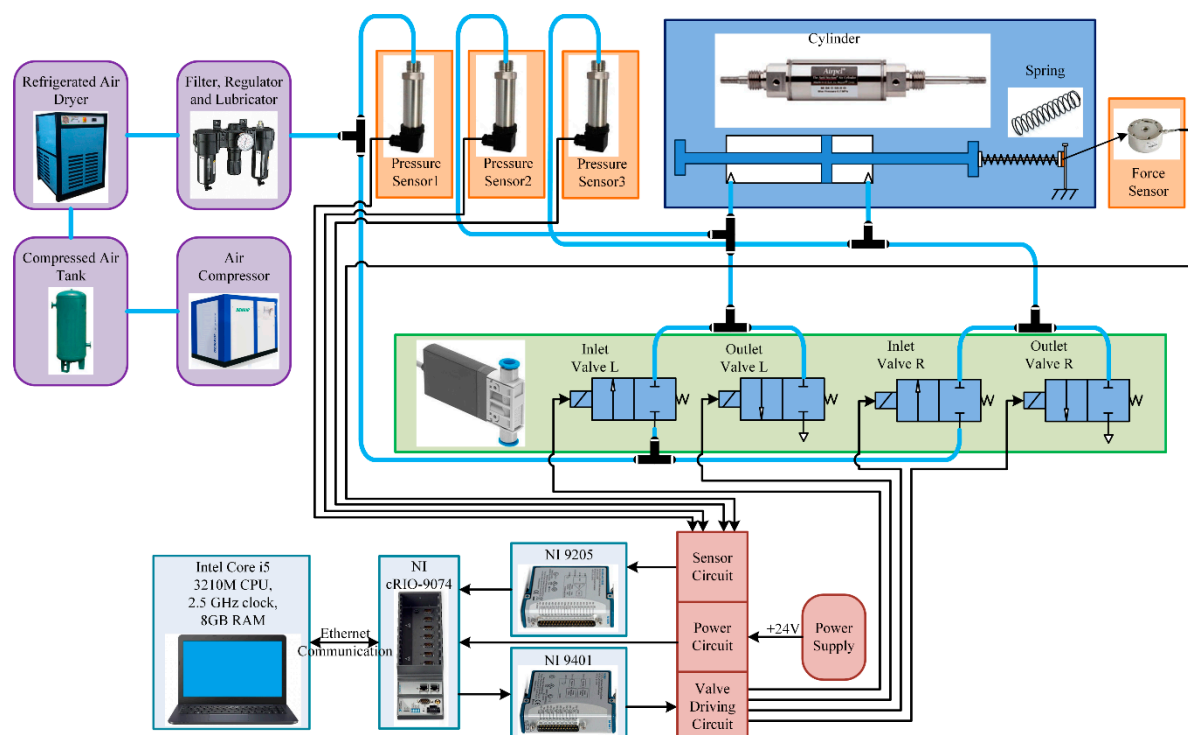 Refrigerated Air
Dryer
Filter, Regulator
and Lubricator
Compressed Air
Tank
Air
Compressor
Pressure
Sensor1
Pressure
Sensor2
Pressure
Sensor3
Cylinder
Airpel
Spring
Force
Sensor
Inlet
Valve L
Outlet
Valve L
Inlet
Valve R
Outlet
Valve R
Intel Core i5
3210M CPU,
2.5 GHz clock,
8GB RAM
Ethernet
Communication
NI
cRIO-9074
NI 9205
NI 9401
Sensor
Circuit
Power
Circuit
Valve
Driving
Circuit
+24V
Power
Supply